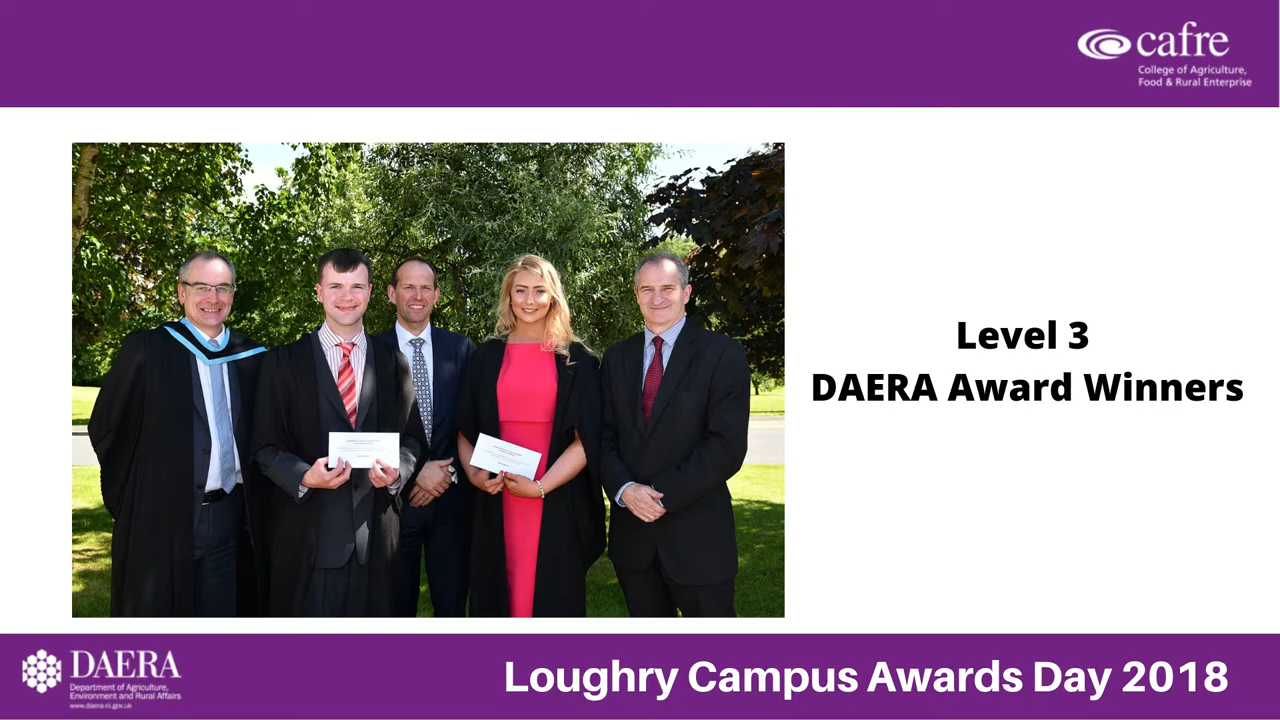 cafre
College of Agriculture,
Food & Rural Enterprise
Level 3
DAERA Award Winners
DAERA
Department of Agriculture,
Environment and Rural Affairs
www.daera-ni.gov.uk
Loughry Campus Awards Day 2018